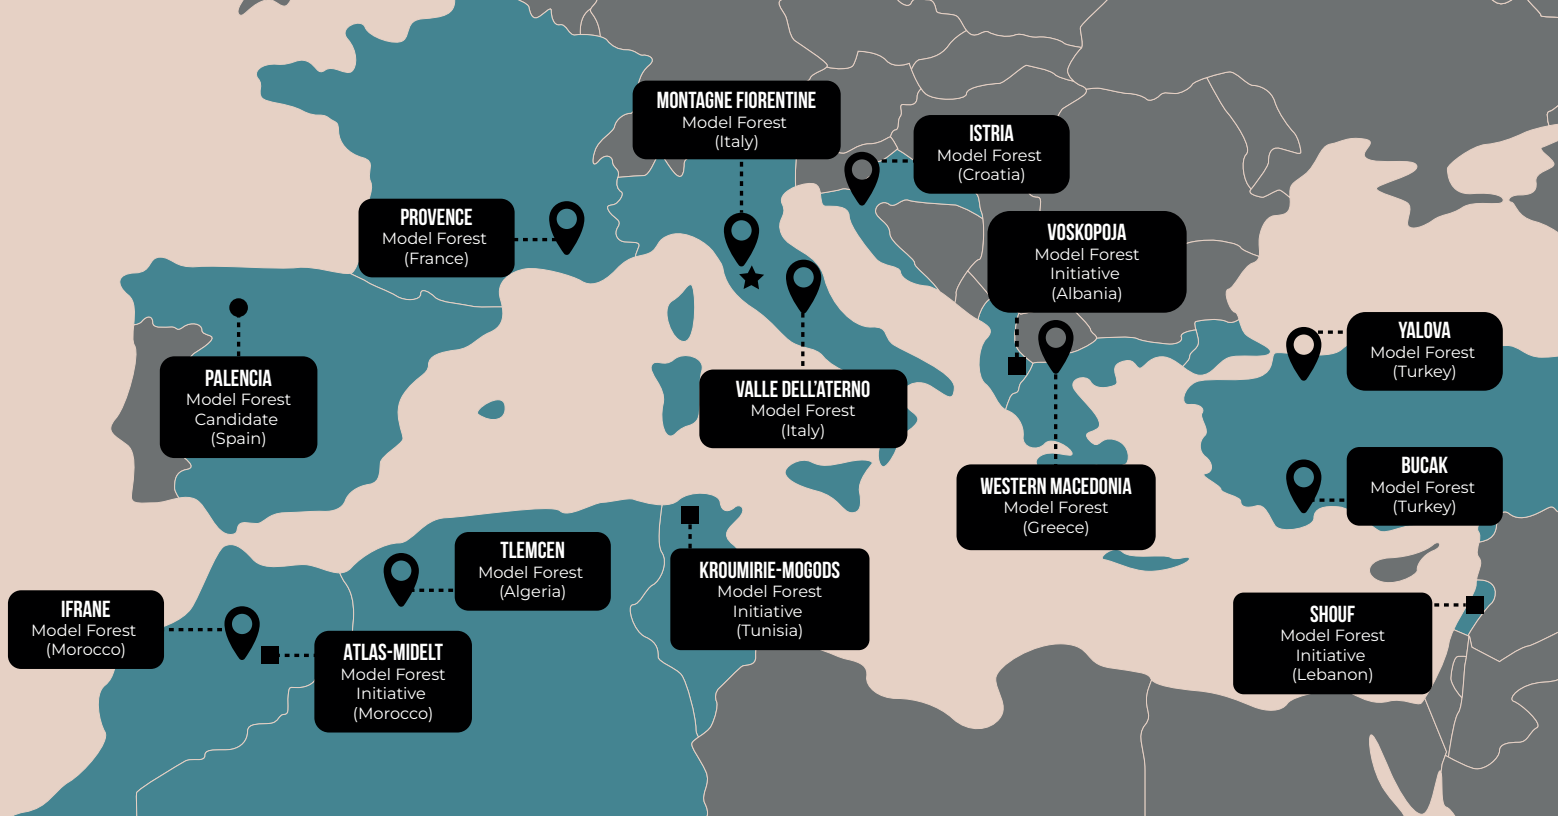 MONTAGNE FIORENTINE
Model Forest
(Italy)
ISTRIA
Model Forest
(Croatia)
PROVENCE
Model Forest
(France)
VOSKOPOJA
Model Forest
Initiative
(Albania)
YALOVA
Model Forest
(Turkey)
PALENCIA
Model Forest
Candidate
(Spain)
VALLE DELL'ATERNO
Model Forest
(Italy)
BUCAK
Model Forest
(Turkey)
WESTERN MACEDONIA
Model Forest
(Greece)
TLEMCEN
Model Forest
(Algeria)
KROUMIRIE-MOGODS
Model Forest
Initiative
(Tunisia)
IFRANE
Model Forest
(Morocco)
SHOUF
Model Forest
Initiative
(Lebanon)
ATLAS-MIDELT
Model Forest
Initiative
(Morocco)